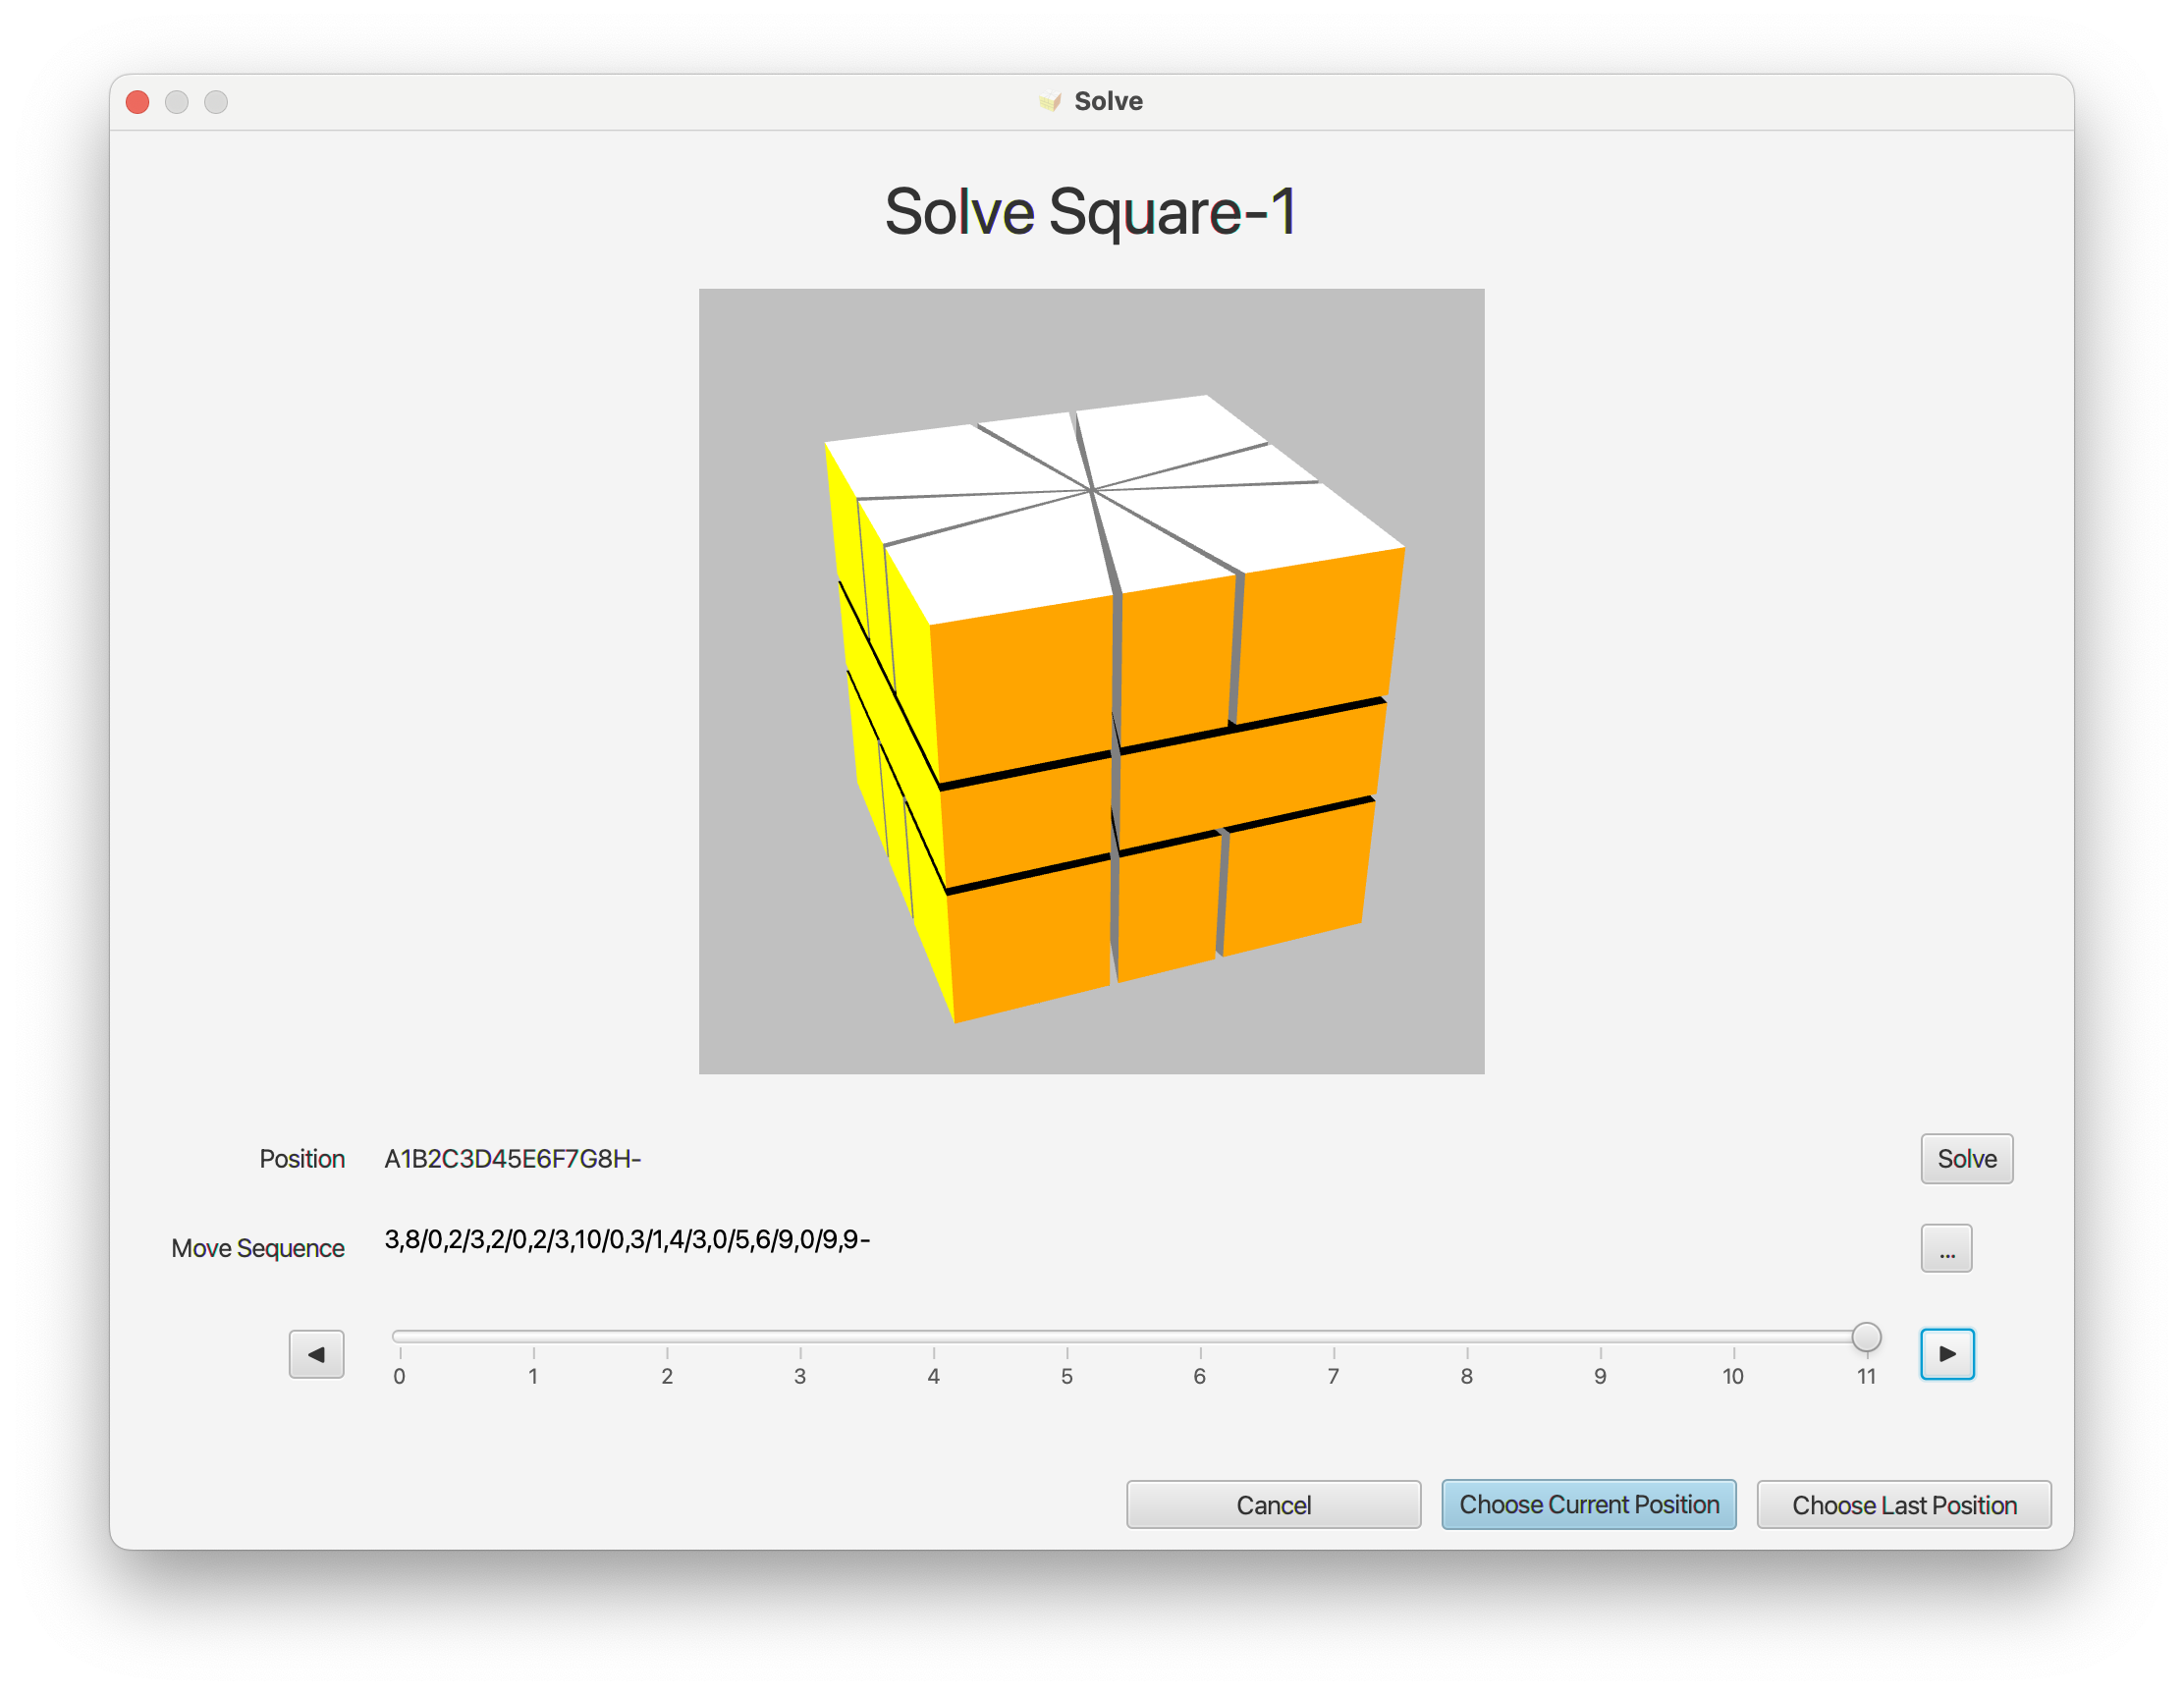 Solve
Solve Square-1
Position A1B2C3D45E6F7G8H- Solve
Move Sequence 3,8/0,2/3,2/0,2/3,10/0,3/1,4/3,0/5,6/9,0/9,9- ...
◀ ▶
0 1 2 3 4 5 6 7 8 9 10 11
Cancel Choose Current Position Choose Last Position